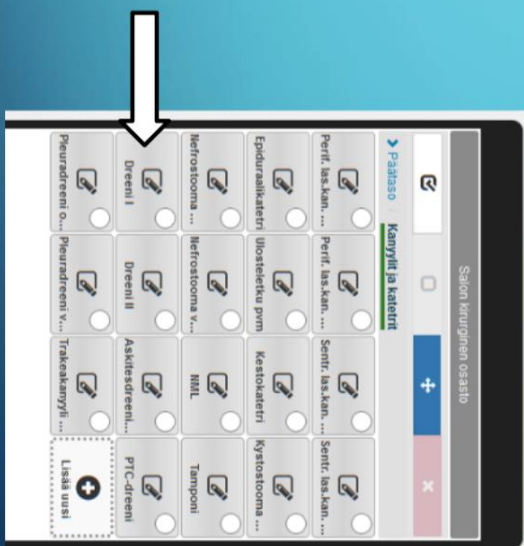 Salon kirurginen osasto
Päätaso / Kanyylit ja katetrit
Perif. las.kan. ... Perif. las.kan. ... Sentr. las.kan. ... Sentr. las.kan. ...
Epiduraalikatetri Ulosteletku pvm Kestokatetri Kystostooma ...
Nefrostooma ... Nefrostooma v... NML Tamponi
Dreeni I Dreeni II Askitesdreeni... PTC-dreeni
Pleuradreeni o... Pleuradreeni v... Trakeakanyyli ... Lisää uusi